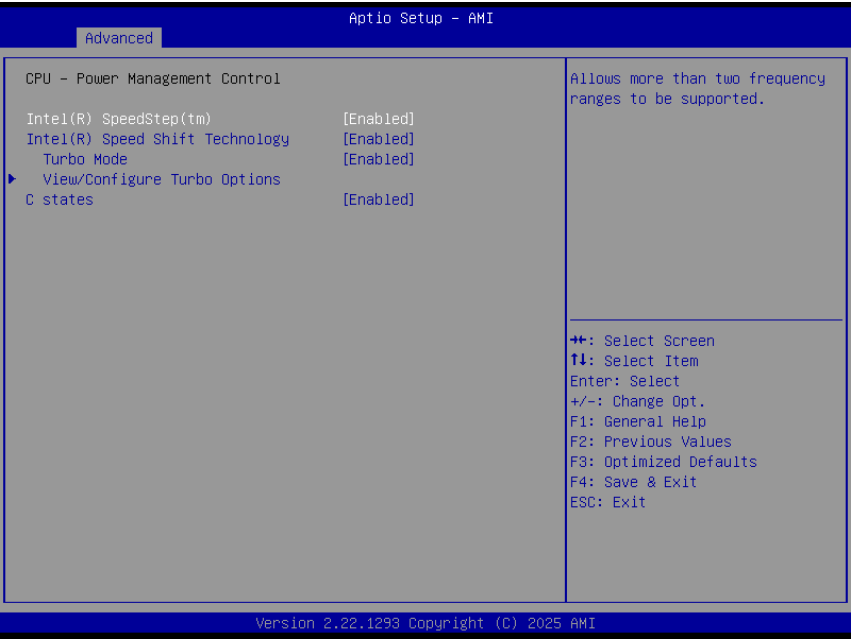 Aptio Setup – AMI
Advanced
CPU – Power Management Control
Allows more than two frequency
ranges to be supported.
Intel(R) SpeedStep(tm) [Enabled]
Intel(R) Speed Shift Technology [Enabled]
Turbo Mode [Enabled]
View/Configure Turbo Options
C states [Enabled]
→←: Select Screen
↑↓: Select Item
Enter: Select
+/-: Change Opt.
F1: General Help
F2: Previous Values
F3: Optimized Defaults
F4: Save & Exit
ESC: Exit
Version 2.22.1293 Copyright (C) 2025 AMI